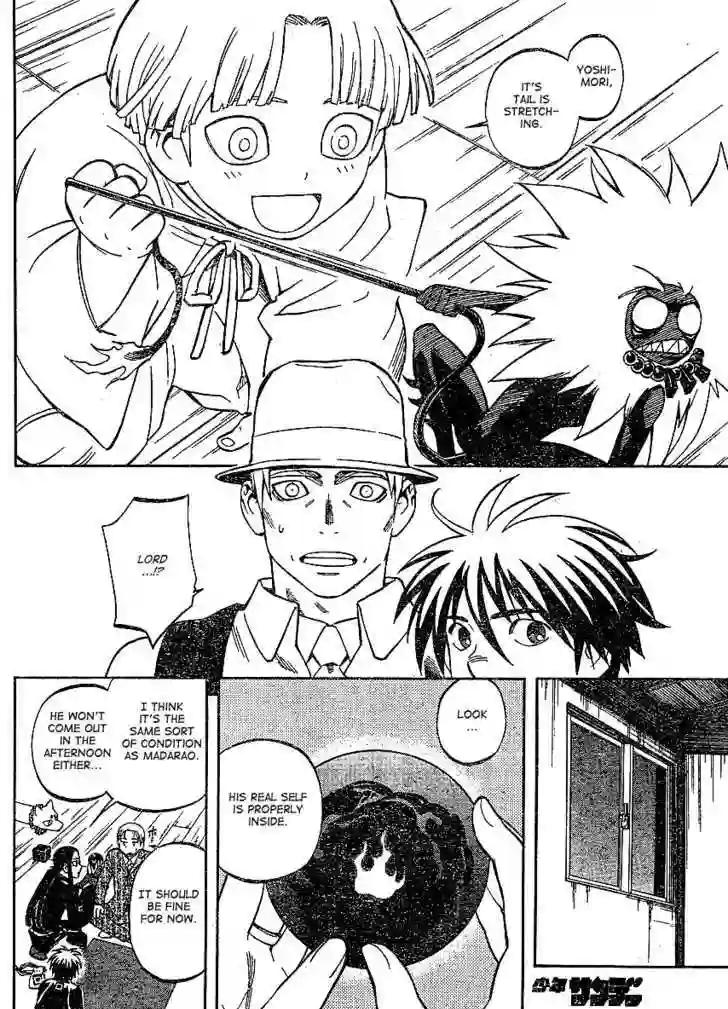 YOSHI-
MORI,
IT'S
TAIL IS
STRETCH-
ING.
LORD
...!?
LOOK
...
HIS REAL SELF
IS PROPERLY
INSIDE.
I THINK
IT'S THE
SAME SORT
OF CONDITION
AS MADARAO.
HE WON'T
COME OUT
IN THE
AFTERNOON
EITHER...
IT SHOULD
BE FINE
FOR NOW.